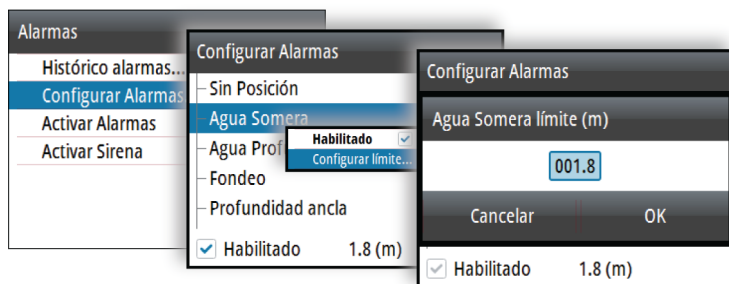 Alarmas
Histórico alarmas...
Configurar Alarmas
Activar Alarmas
Activar Sirena
Configurar Alarmas
Sin Posición
Agua Somera
Agua Prof
Fondeo
Profundidad ancla
Habilitado 1.8 (m)
Habilitado
Configurar límite...
Configurar Alarmas
Agua Somera límite (m)
001.8
Cancelar OK
Habilitado 1.8 (m)